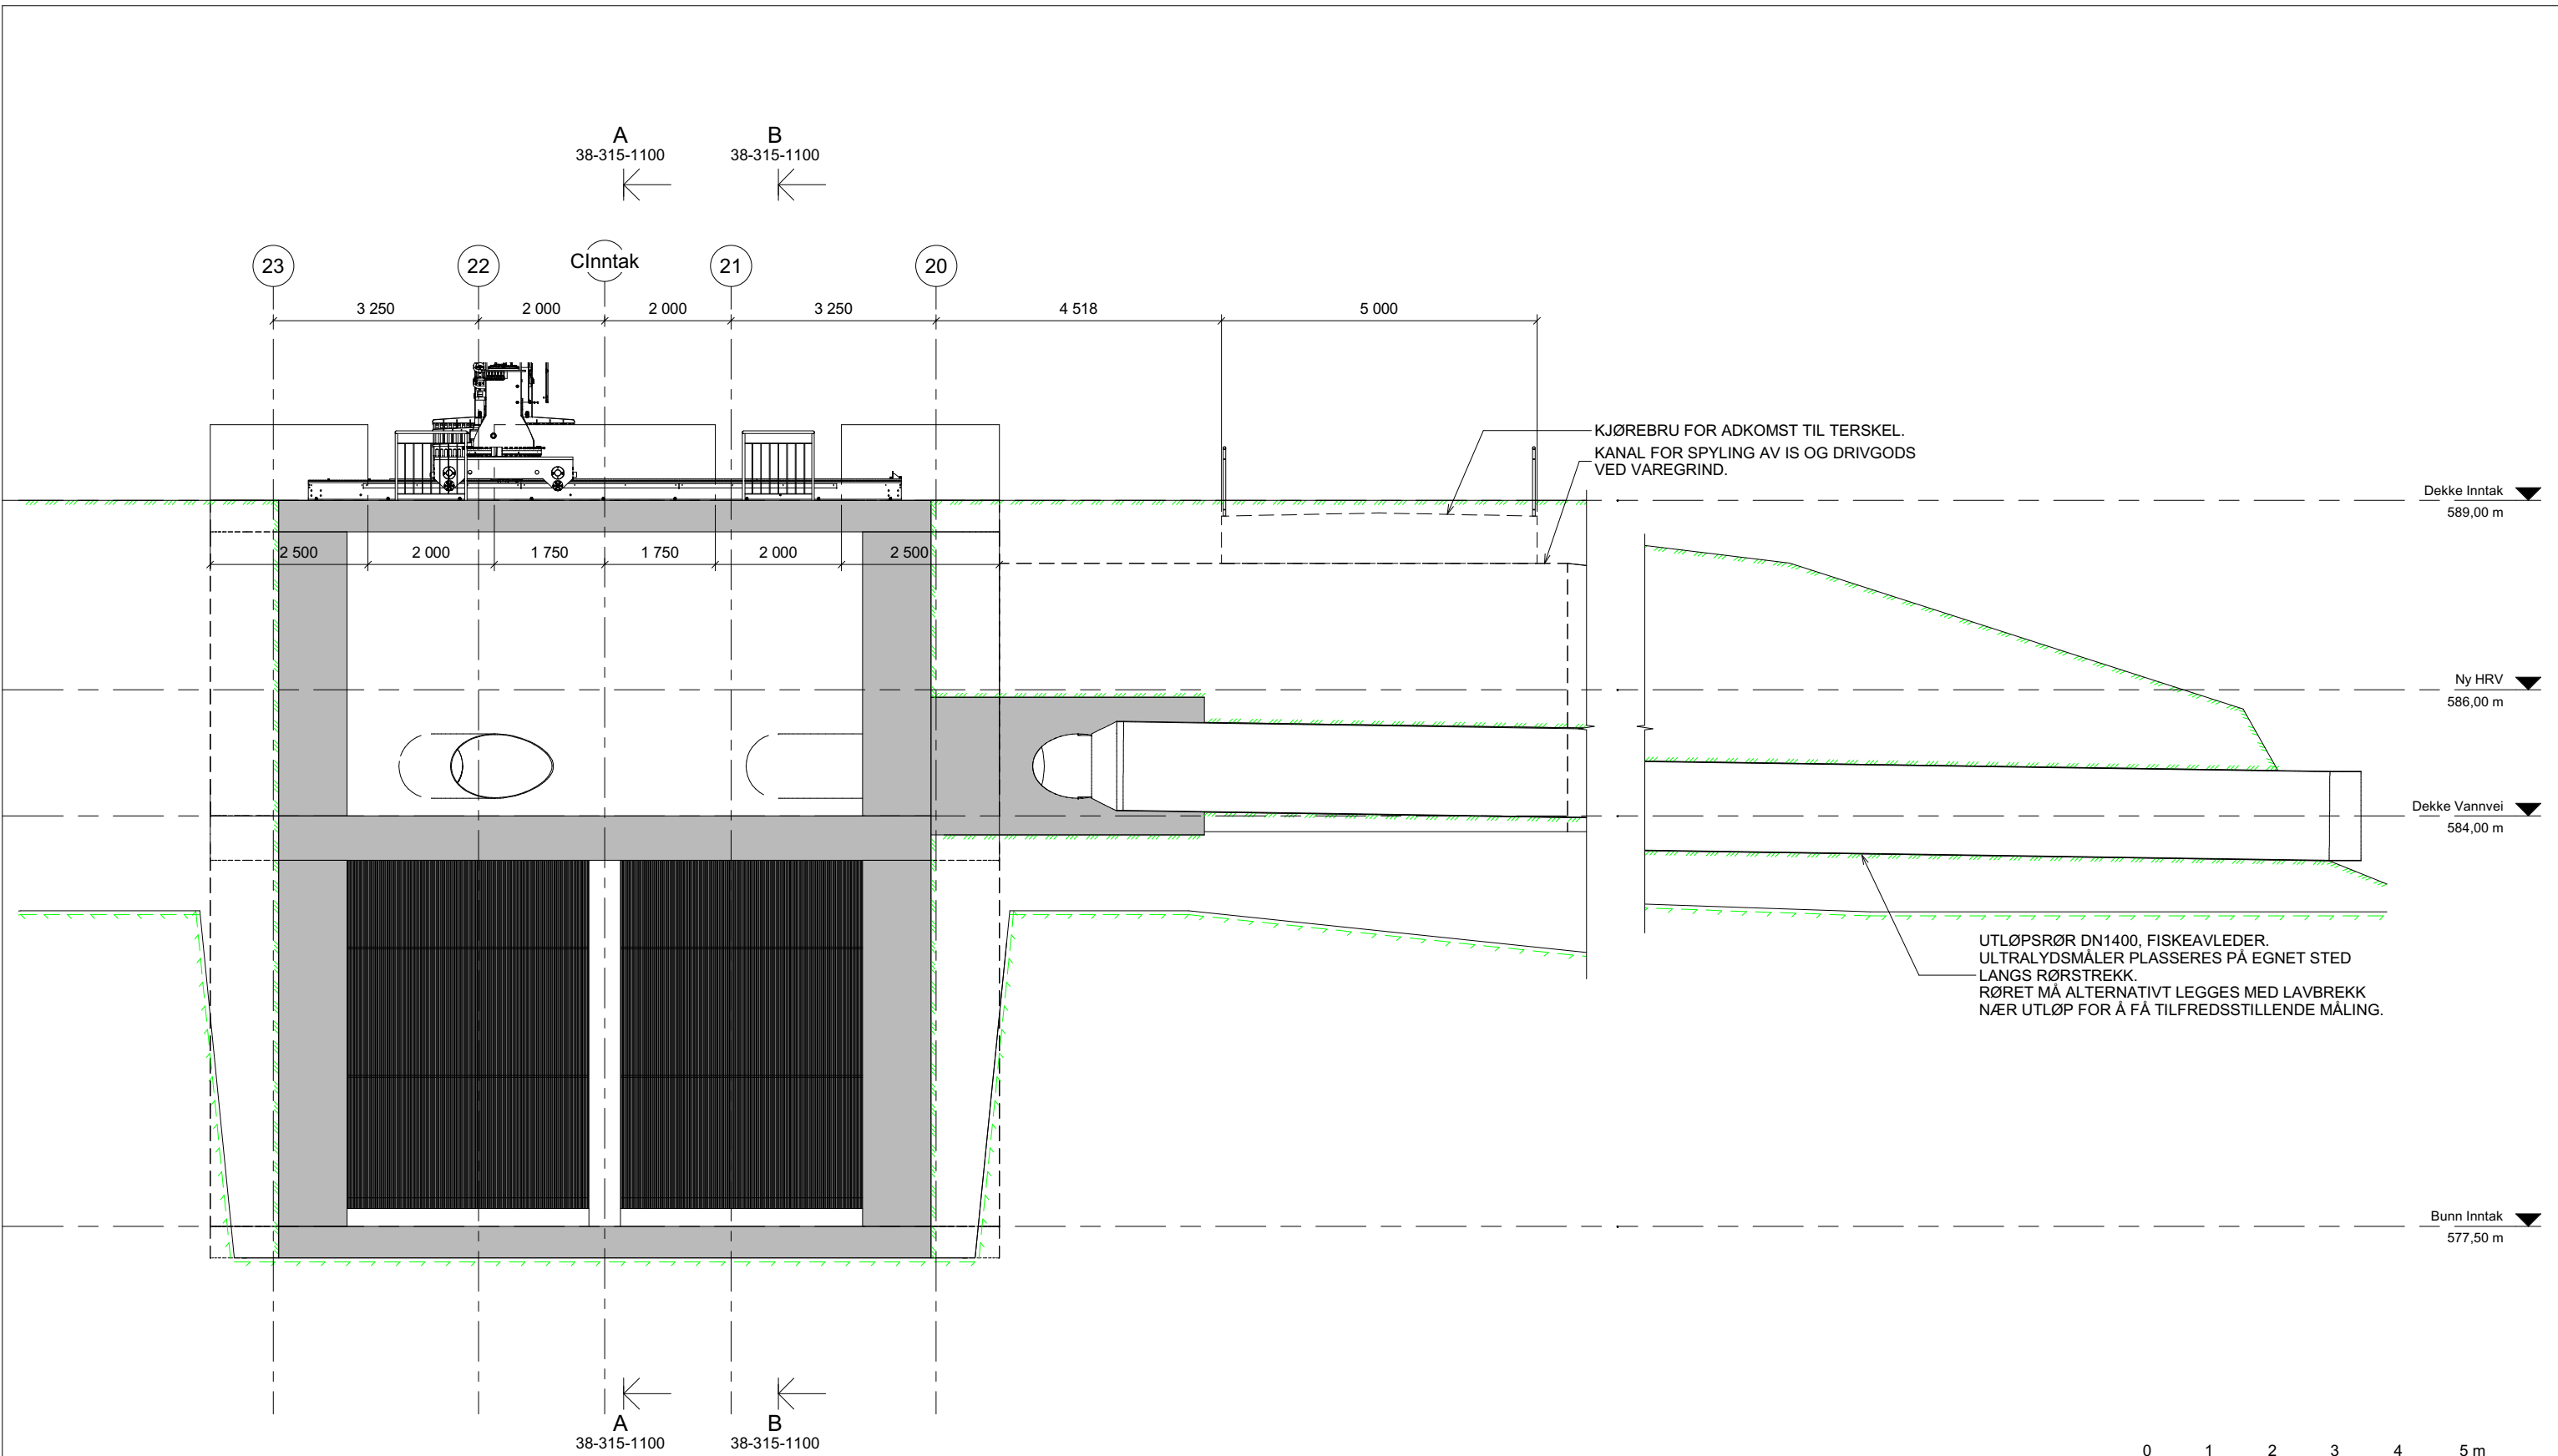 A B
38-315-1100 38-315-1100
23 22 CInntak 21 20
3 250 2 000 2 000 3 250 4 518 5 000
KJØREBRU FOR ADKOMST TIL TERSKEL.
KANAL FOR SPYLING AV IS OG DRIVGODS
VED VAREGRIND.
Dekke Inntak
589,00 m
2 500 2 000 1 750 1 750 2 000 2 500
Ny HRV
586,00 m
Dekke Vannvei
584,00 m
UTLØPSRØR DN1400, FISKEAVLEDER.
ULTRALYDSMÅLER PLASSERES PÅ EGNET STED
LANGS RØRSTREKK.
RØRET MÅ ALTERNATIVT LEGGES MED LAVBREKK
NÆR UTLØP FOR Å FÅ TILFREDSSTILLENDE MÅLING.
Bunn Inntak
577,50 m
A B
38-315-1100 38-315-1100
0 1 2 3 4 5 m